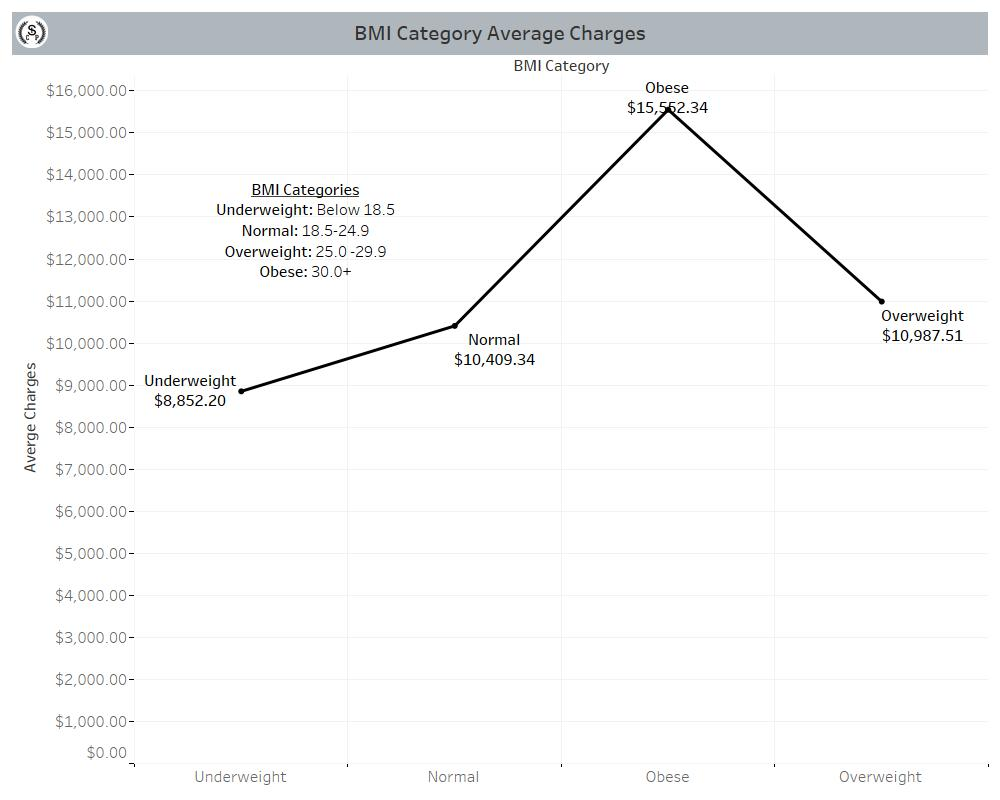 BMI Category Average Charges
BMI Category
$16,000.00
$15,000.00
$14,000.00
$13,000.00
$12,000.00
$11,000.00
$10,000.00
$9,000.00
$8,000.00
$7,000.00
$6,000.00
$5,000.00
$4,000.00
$3,000.00
$2,000.00
$1,000.00
$0.00
Averge Charges
BMI Categories
Underweight: Below 18.5
Normal: 18.5-24.9
Overweight: 25.0 -29.9
Obese: 30.0+
Underweight
$8,852.20
Normal
$10,409.34
Obese
$15,552.34
Overweight
$10,987.51
Underweight
Normal
Obese
Overweight